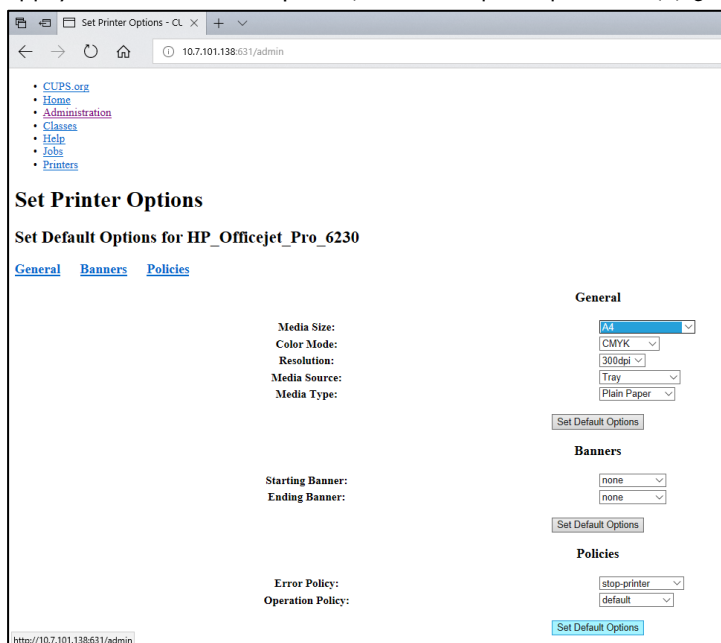 Set Printer Options - CU
10.7.101.138:631/admin
CUPS.org
Home
Administration
Classes
Help
Jobs
Printers
Set Printer Options
Set Default Options for HP_Officejet_Pro_6230
General Banners Policies
General
Media Size: A4
Color Mode: CMYK
Resolution: 300dpi
Media Source: Tray
Media Type: Plain Paper
Set Default Options
Banners
Starting Banner: none
Ending Banner: none
Set Default Options
Policies
Error Policy: stop-printer
Operation Policy: default
Set Default Options
http://10.7.101.138:631/admin